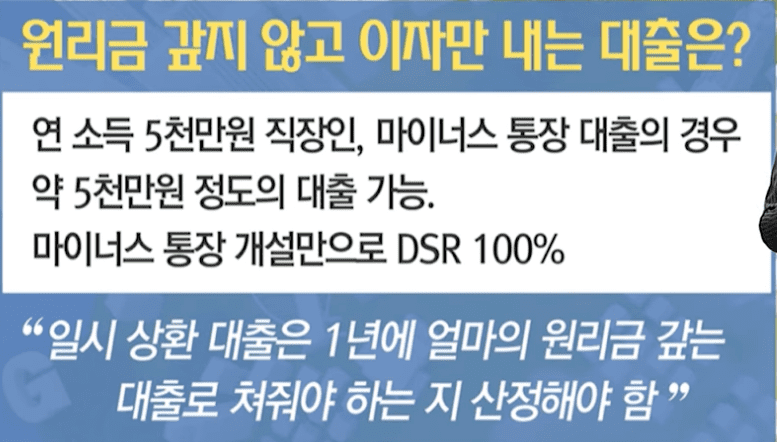 원리금 갚지 않고 이자만 내는 대출은?
연 소득 5천만원 직장인, 마이너스 통장 대출의 경우
약 5천만원 정도의 대출 가능.
마이너스 통장 개설만으로 DSR 100%
“일시 상환 대출은 1년에 얼마의 원리금 갚는
대출로 쳐줘야 하는 지 산정해야 함”
G